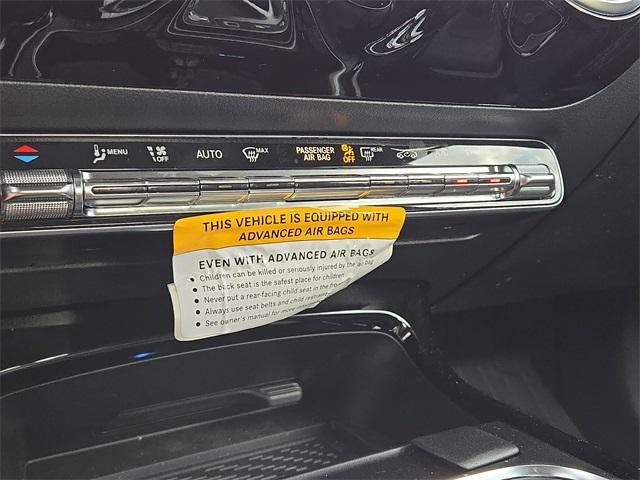 MENU OFF AUTO MAX PASSENGER AIR BAG OFF REAR
THIS VEHICLE IS EQUIPPED WITH
ADVANCED AIR BAGS
EVEN WITH ADVANCED AIR BAGS
• Children can be killed or seriously injured by the air bag
• The back seat is the safest place for children
• Never put a rear-facing child seat in the front
• Always use seat belts and child restraints
• See owner's manual for more information